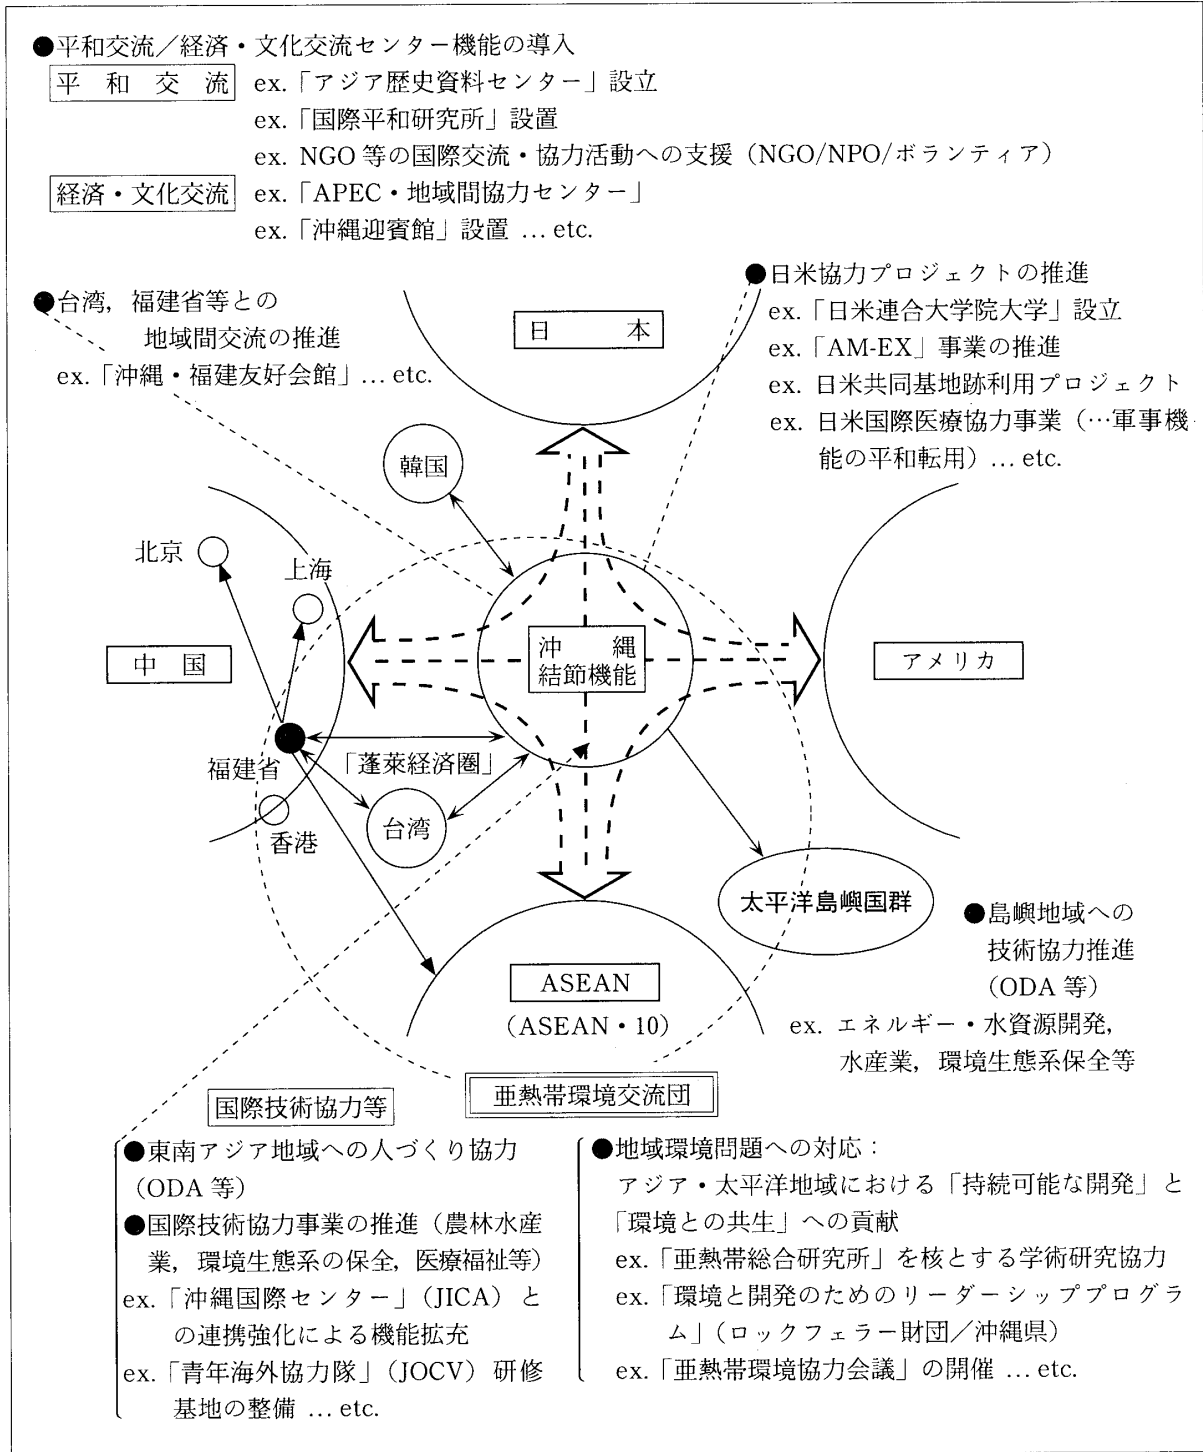 ●平和交流／経済・文化交流センター機能の導入
平和交流 ex.「アジア歴史資料センター」設立
ex.「国際平和研究所」設置
ex. NGO等の国際交流・協力活動への支援（NGO/NPO/ボランティア）
経済・文化交流 ex.「APEC・地域間協力センター」
ex.「沖縄迎賓館」設置 … etc.
●台湾，福建省等との
地域間交流の推進
ex.「沖縄・福建友好会館」… etc.
●日米協力プロジェクトの推進
ex.「日米連合大学院大学」設立
ex.「AM-EX」事業の推進
ex. 日米共同基地跡利用プロジェクト
ex. 日米国際医療協力事業（…軍事機
能の平和転用）… etc.
日本
韓国
北京
上海
中国
沖縄
結節機能
アメリカ
福建省
「蓬莱経済圏」
香港
台湾
太平洋島嶼国群
●島嶼地域への
技術協力推進
（ODA等）
ex. エネルギー・水資源開発，
水産業，環境生態系保全等
ASEAN
（ASEAN・10）
国際技術協力等
亜熱帯環境交流団
●東南アジア地域への人づくり協力
（ODA等）
●国際技術協力事業の推進（農林水産
業，環境生態系の保全，医療福祉等）
ex.「沖縄国際センター」（JICA）と
の連携強化による機能拡充
ex.「青年海外協力隊」（JOCV）研修
基地の整備 … etc.
●地域環境問題への対応：
アジア・太平洋地域における「持続可能な開発」と
「環境との共生」への貢献
ex.「亜熱帯総合研究所」を核とする学術研究協力
ex.「環境と開発のためのリーダーシッププログラ
ム」（ロックフェラー財団／沖縄県）
ex.「亜熱帯環境協力会議」の開催 … etc.